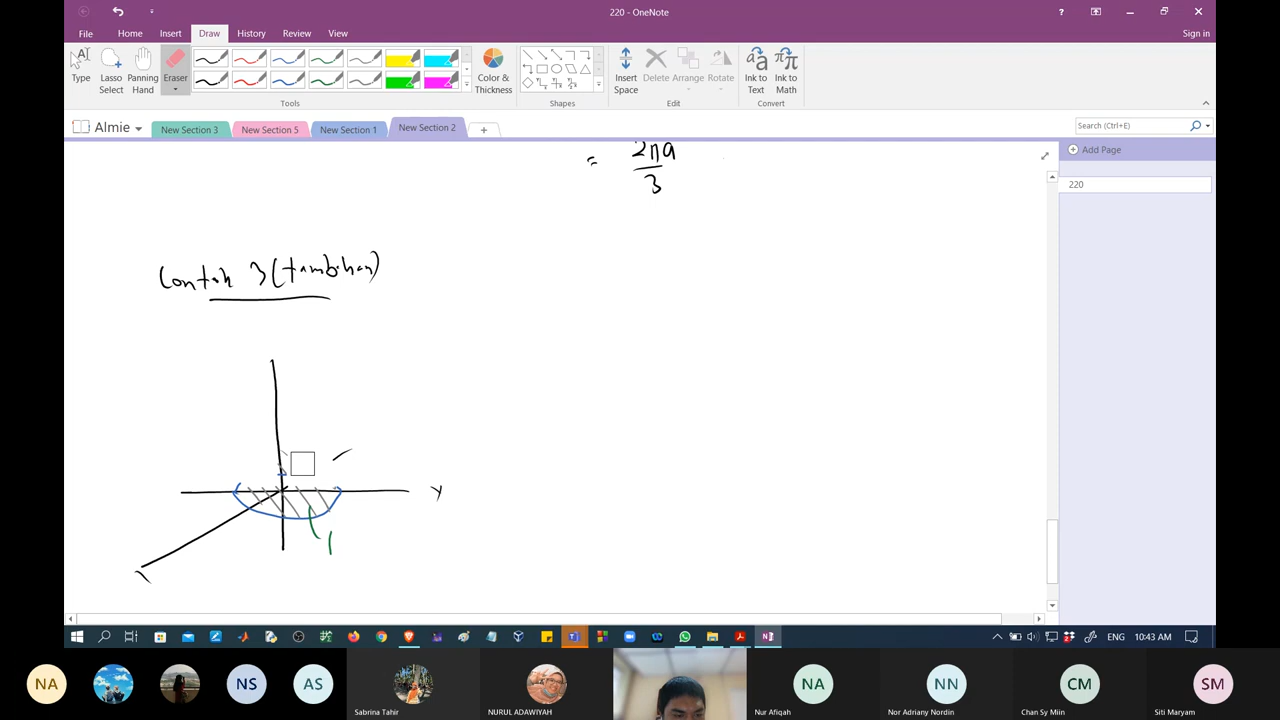 220 - OneNote
File Home Insert Draw History Review View
Sign in
Type
Lasso Select
Panning Hand
Eraser
Color & Thickness
Insert Space
Delete
Arrange
Rotate
Ink to Text
Ink to Math
Tools
Shapes
Edit
Convert
Almie
New Section 3
New Section 5
New Section 1
New Section 2
Search (Ctrl+E)
Add Page
220
= 2πa
3
Contoh 3 (tambahan)
y
x
ENG
10:43 AM
NA
NS
AS
Sabrina Tahir
NURUL ADAWIYAH
NA
Nur Afiqah
NN
Nor Adriany Nordin
CM
Chan Sy Miin
SM
Siti Maryam